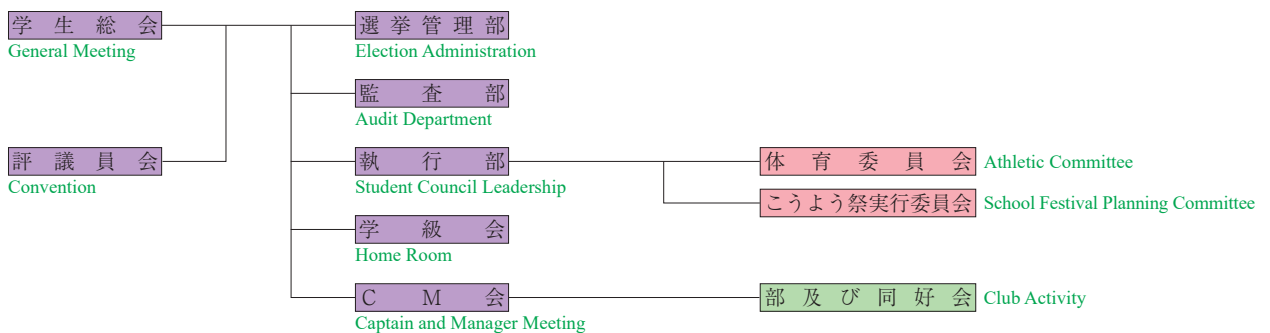 学生総会
General Meeting
選挙管理部
Election Administration
監査部
Audit Department
評議員会
Convention
執行部
Student Council Leadership
体育委員会 Athletic Committee
こうよう祭実行委員会 School Festival Planning Committee
学級会
Home Room
CM会
Captain and Manager Meeting
部及び同好会 Club Activity